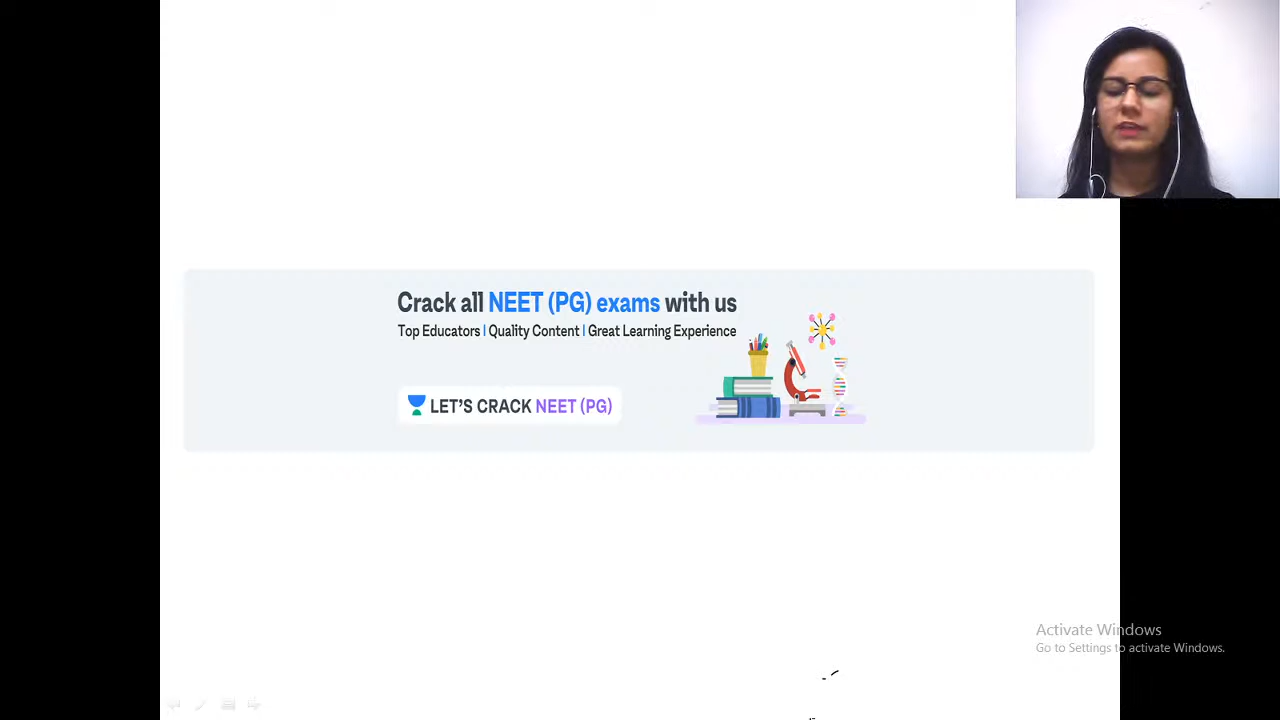 Crack all NEET (PG) exams with us
Top Educators | Quality Content | Great Learning Experience
LET'S CRACK NEET (PG)
Activate Windows
Go to Settings to activate Windows.